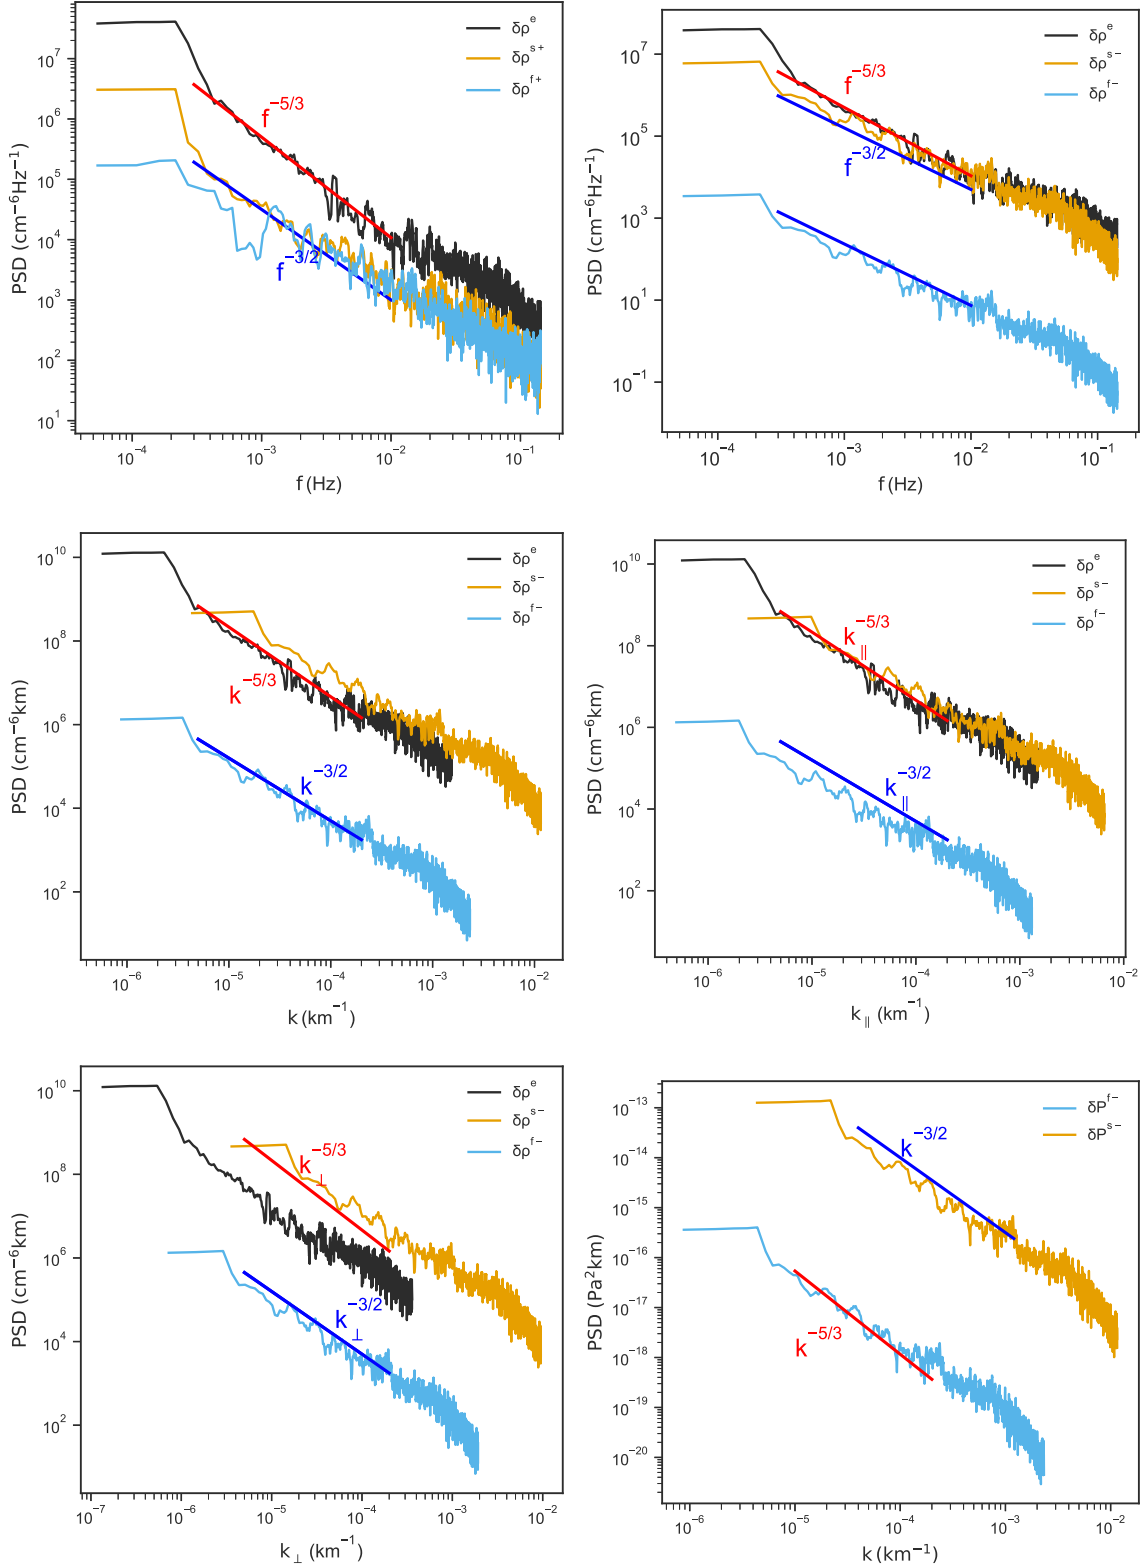 δρ^e
δρ^s+
δρ^f+
f^−5/3
f^−3/2
PSD (cm^−6Hz^−1)
10^7
10^6
10^5
10^4
10^3
10^2
10^1
10^−4 10^−3 10^−2 10^−1
f (Hz)
δρ^e
δρ^s−
δρ^f−
f^−5/3
f^−3/2
PSD (cm^−6Hz^−1)
10^7
10^5
10^3
10^1
10^−1
10^−4 10^−3 10^−2 10^−1
f (Hz)
δρ^e
δρ^s−
δρ^f−
k^−5/3
k^−3/2
PSD (cm^−6km)
10^10
10^8
10^6
10^4
10^2
10^−6 10^−5 10^−4 10^−3 10^−2
k (km^−1)
δρ^e
δρ^s−
δρ^f−
k_∥^−5/3
k_∥^−3/2
PSD (cm^−6km)
10^10
10^8
10^6
10^4
10^2
10^−6 10^−5 10^−4 10^−3 10^−2
k_∥ (km^−1)
δρ^e
δρ^s−
δρ^f−
k_⊥^−5/3
k_⊥^−3/2
PSD (cm^−6km)
10^10
10^8
10^6
10^4
10^2
10^−7 10^−6 10^−5 10^−4 10^−3 10^−2
k_⊥ (km^−1)
δP^f−
δP^s−
k^−3/2
k^−5/3
PSD (Pa^2km)
10^−13
10^−14
10^−15
10^−16
10^−17
10^−18
10^−19
10^−20
10^−6 10^−5 10^−4 10^−3 10^−2
k (km^−1)